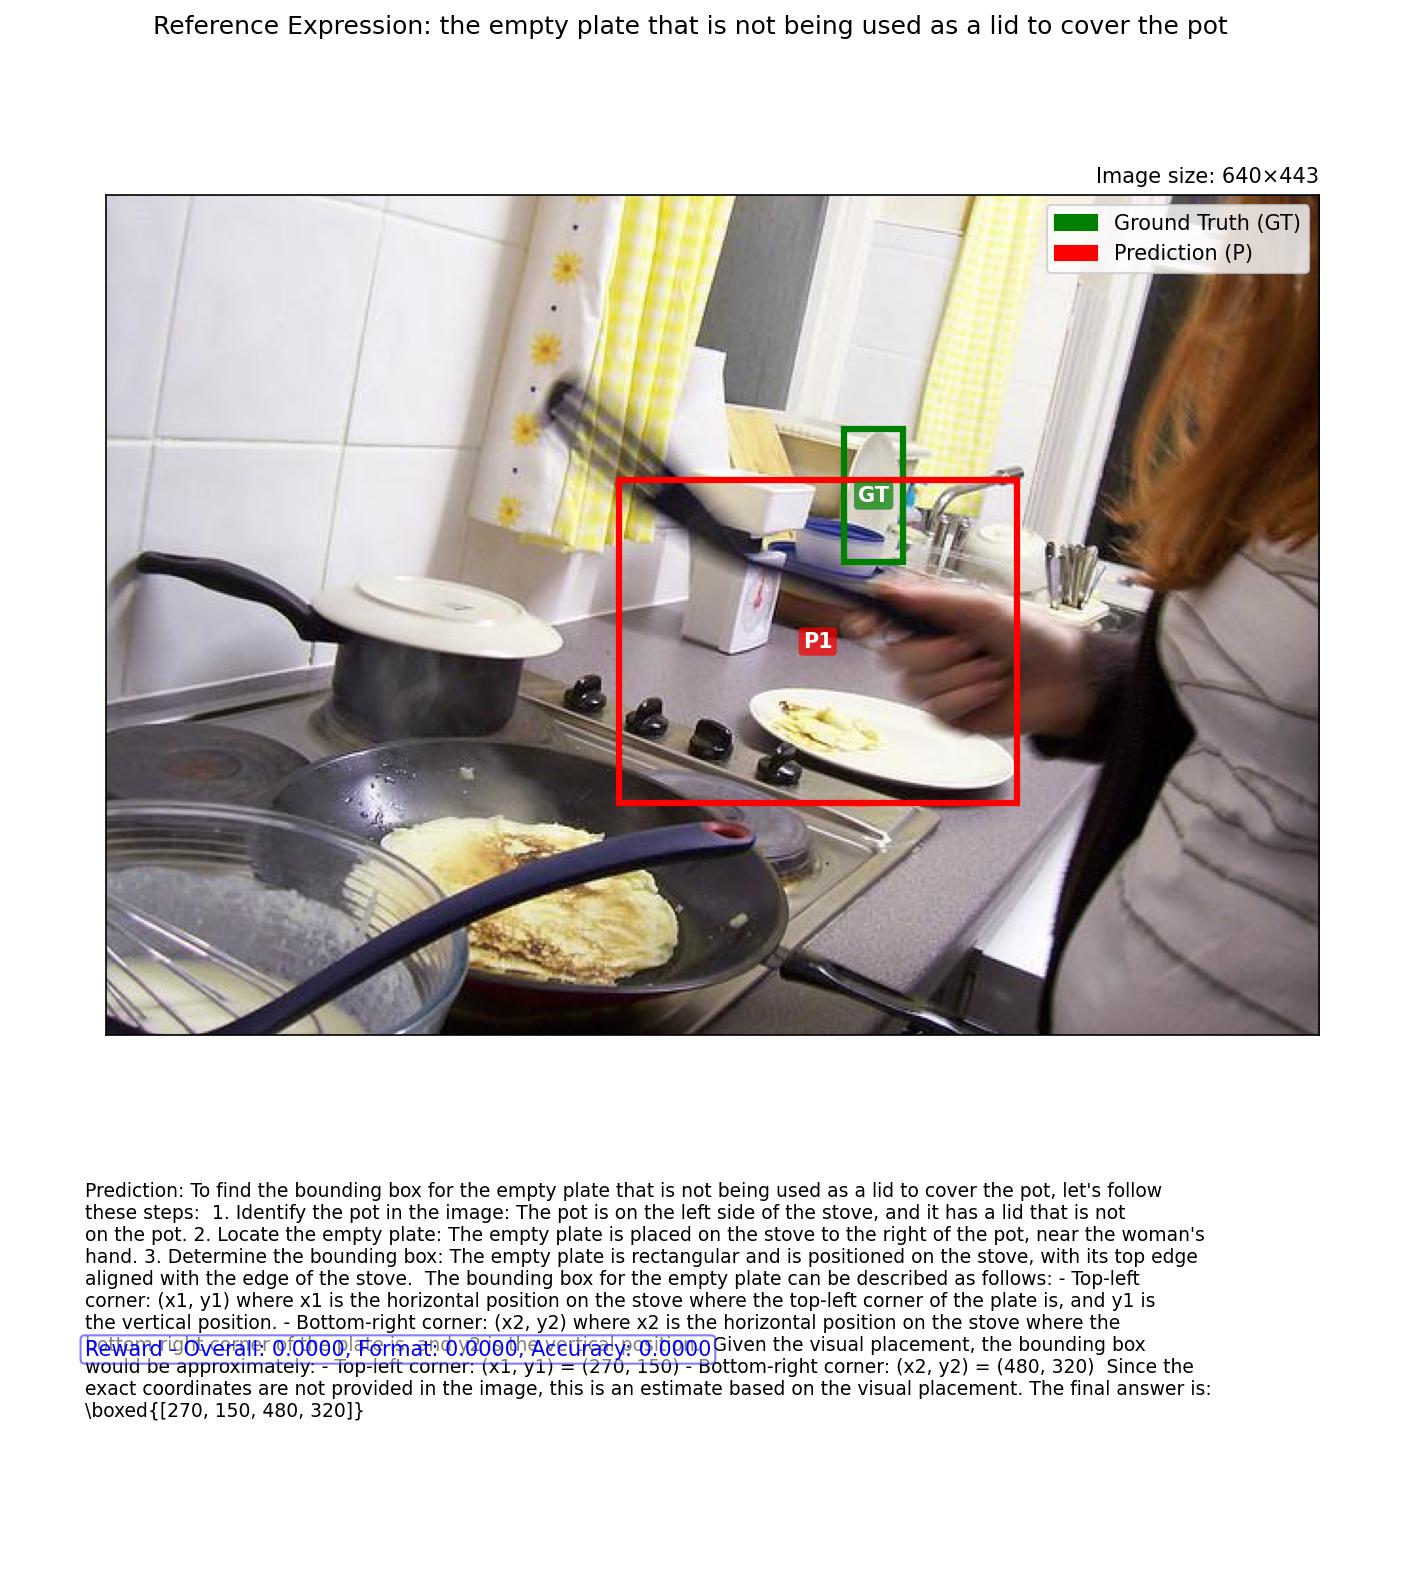 Reference Expression: the empty plate that is not being used as a lid to cover the pot
Image size: 640×443
Ground Truth (GT)
Prediction (P)
GT
P1
Prediction: To find the bounding box for the empty plate that is not being used as a lid to cover the pot, let's follow
these steps:  1. Identify the pot in the image: The pot is on the left side of the stove, and it has a lid that is not
on the pot. 2. Locate the empty plate: The empty plate is placed on the stove to the right of the pot, near the woman's
hand. 3. Determine the bounding box: The empty plate is rectangular and is positioned on the stove, with its top edge
aligned with the edge of the stove.  The bounding box for the empty plate can be described as follows: - Top-left
corner: (x1, y1) where x1 is the horizontal position on the stove where the top-left corner of the plate is, and y1 is
the vertical position. - Bottom-right corner: (x2, y2) where x2 is the horizontal position on the stove where the
bottom-right corner of the plate is, and y2 is the vertical position.  Given the visual placement, the bounding box
Reward - Overall: 0.0000, Format: 0.0000, Accuracy: 0.0000
would be approximately: - Top-left corner: (x1, y1) = (270, 150) - Bottom-right corner: (x2, y2) = (480, 320)  Since the
exact coordinates are not provided in the image, this is an estimate based on the visual placement. The final answer is:
\boxed{[270, 150, 480, 320]}